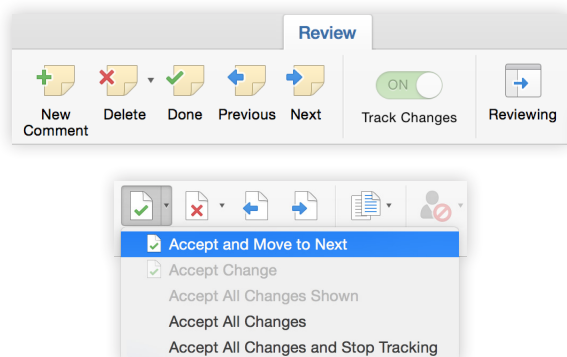 Review
ON
New Comment
Delete
Done
Previous
Next
Track Changes
Reviewing
Accept and Move to Next
Accept Change
Accept All Changes Shown
Accept All Changes
Accept All Changes and Stop Tracking